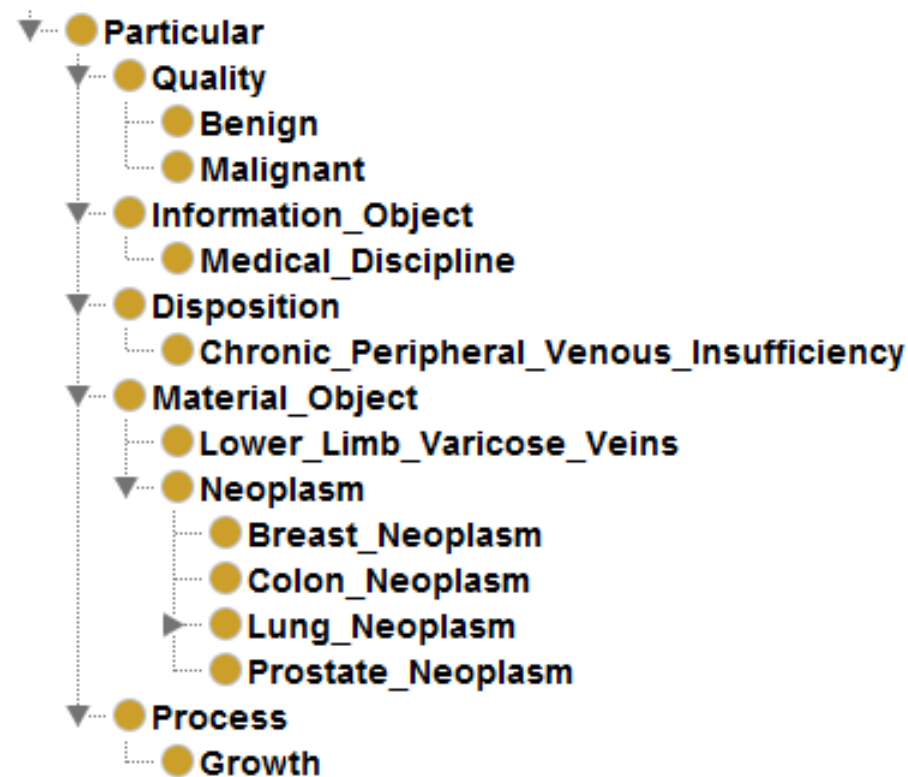 Particular
Quality
Benign
Malignant
Information_Object
Medical_Discipline
Disposition
Chronic_Peripheral_Venous_Insufficiency
Material_Object
Lower_Limb_Varicose_Veins
Neoplasm
Breast_Neoplasm
Colon_Neoplasm
Lung_Neoplasm
Prostate_Neoplasm
Process
Growth